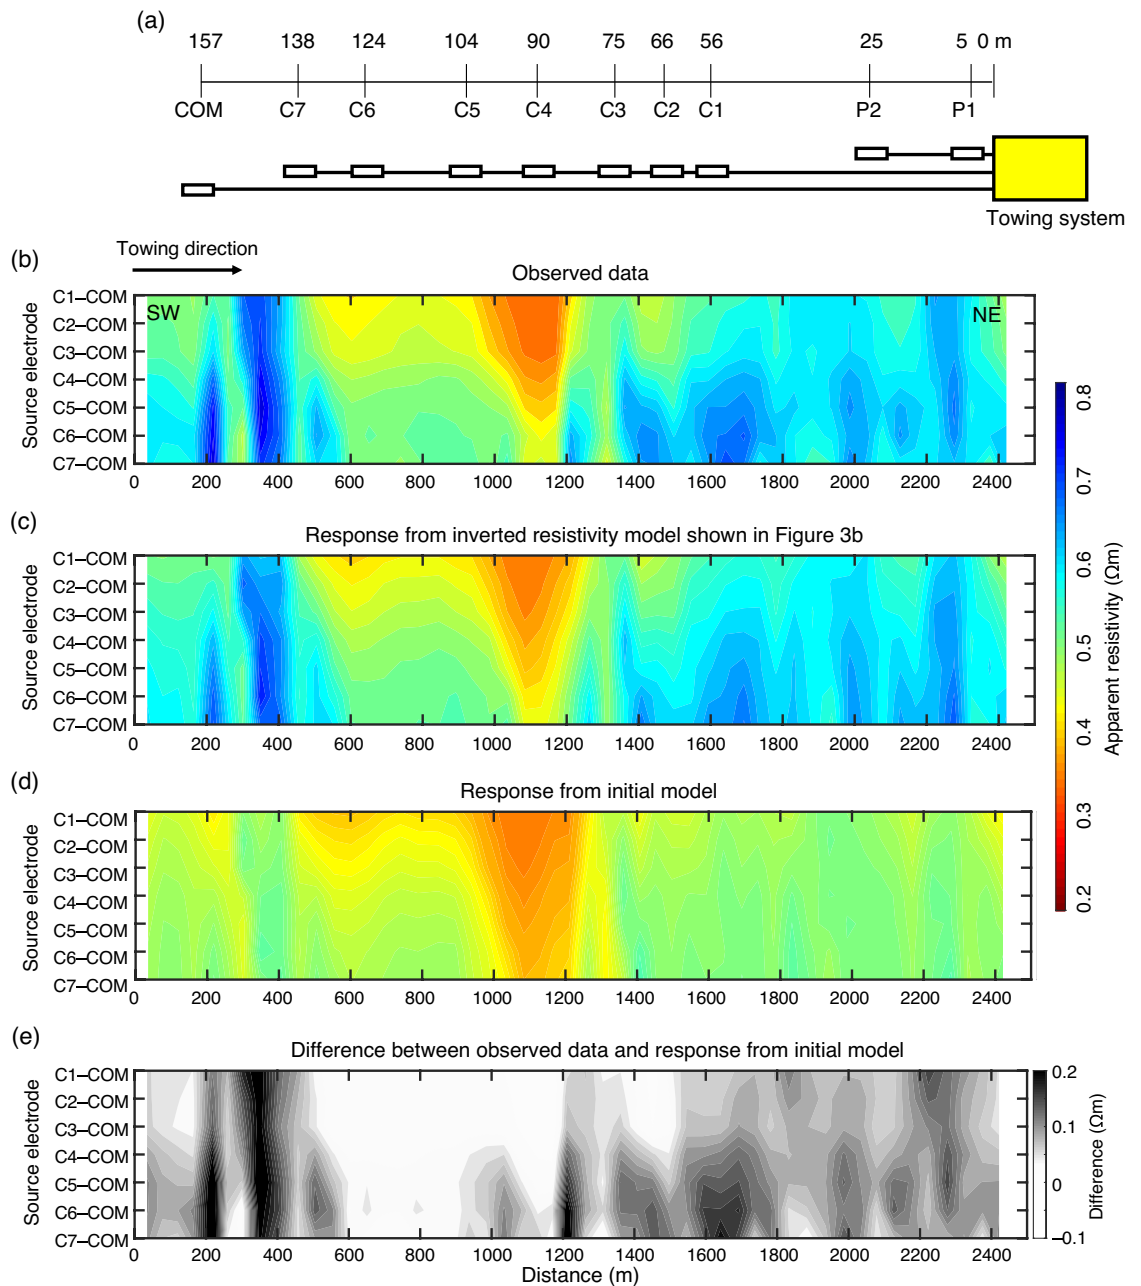 (a)
157 138 124 104 90 75 66 56 25 5 0 m
COM C7 C6 C5 C4 C3 C2 C1 P2 P1
Towing system
(b)
Towing direction
Observed data
SW
NE
Source electrode
C1–COM
C2–COM
C3–COM
C4–COM
C5–COM
C6–COM
C7–COM
0 200 400 600 800 1000 1200 1400 1600 1800 2000 2200 2400
(c)
Response from inverted resistivity model shown in Figure 3b
Source electrode
C1–COM
C2–COM
C3–COM
C4–COM
C5–COM
C6–COM
C7–COM
0 200 400 600 800 1000 1200 1400 1600 1800 2000 2200 2400
0.8
0.7
0.6
0.5
0.4
0.3
0.2
Apparent resistivity (Ωm)
(d)
Response from initial model
Source electrode
C1–COM
C2–COM
C3–COM
C4–COM
C5–COM
C6–COM
C7–COM
0 200 400 600 800 1000 1200 1400 1600 1800 2000 2200 2400
(e)
Difference between observed data and response from initial model
Source electrode
C1–COM
C2–COM
C3–COM
C4–COM
C5–COM
C6–COM
C7–COM
0 200 400 600 800 1000 1200 1400 1600 1800 2000 2200 2400
Distance (m)
0.2
0.1
0
–0.1
Difference (Ωm)